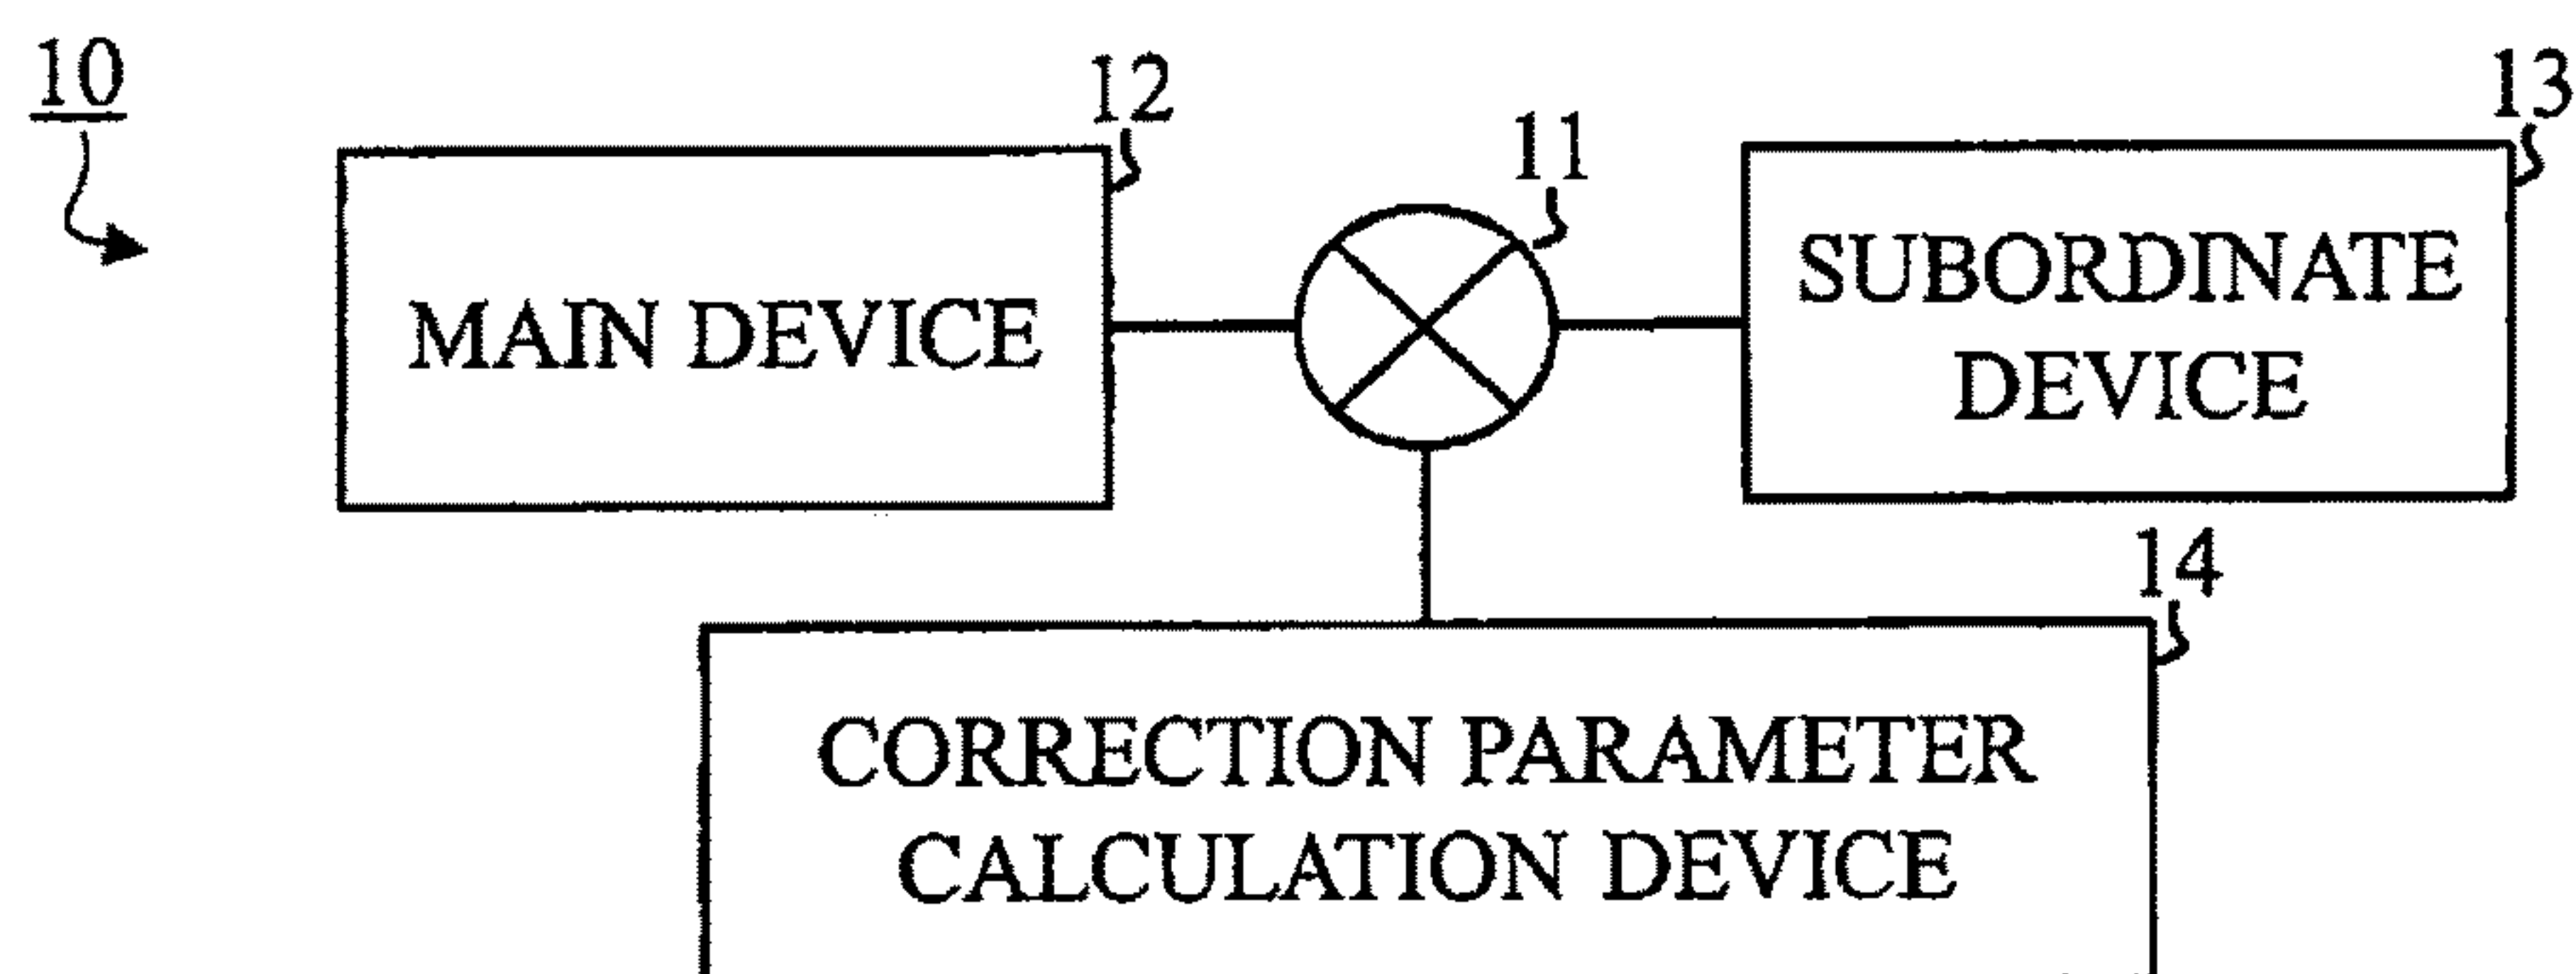 10
12
11
13
MAIN DEVICE
SUBORDINATE
DEVICE
14
CORRECTION PARAMETER
CALCULATION DEVICE